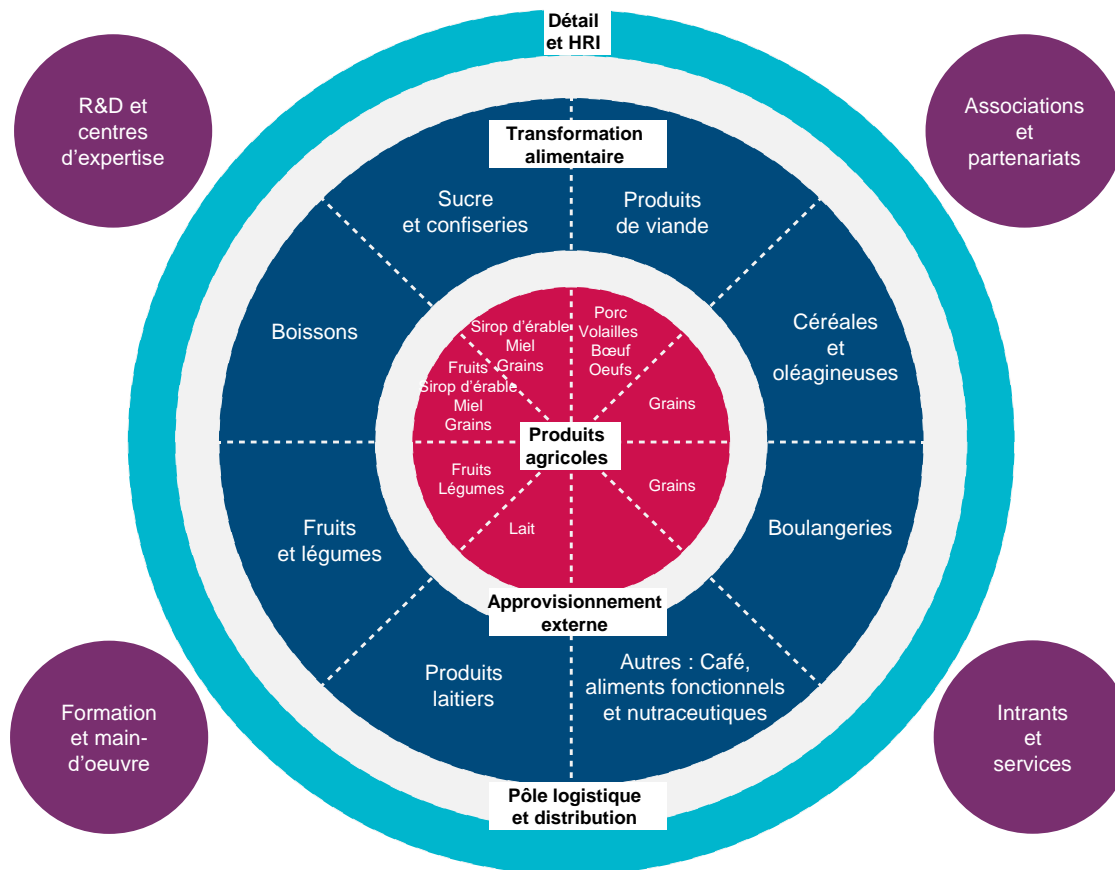 Détail
et HRI
R&D et
centres
d'expertise
Associations
et
partenariats
Transformation
alimentaire
Sucre
et confiseries
Produits
de viande
Boissons
Céréales
et
oléagineuses
Sirop d'érable
Miel
Grains
Porc
Volailles
Bœuf
Oeufs
Fruits
Sirop d'érable
Miel
Grains
Grains
Produits
agricoles
Fruits
Légumes
Grains
Lait
Fruits
et légumes
Boulangeries
Approvisionnement
externe
Produits
laitiers
Autres : Café,
aliments fonctionnels
et nutraceutiques
Formation
et main-
d'oeuvre
Intrants
et
services
Pôle logistique
et distribution